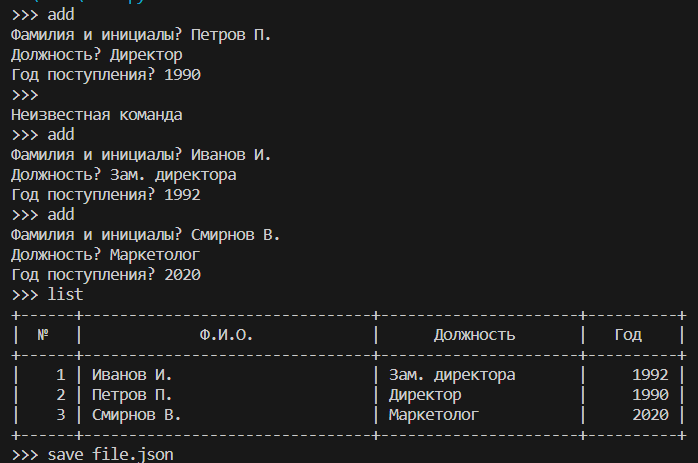 >>> add
Фамилия и инициалы? Петров П.
Должность? Директор
Год поступления? 1990
>>>
Неизвестная команда
>>> add
Фамилия и инициалы? Иванов И.
Должность? Зам. директора
Год поступления? 1992
>>> add
Фамилия и инициалы? Смирнов В.
Должность? Маркетолог
Год поступления? 2020
>>> list
+------+--------------------------------+----------------------+----------+
|  №   |             Ф.И.О.             |      Должность       |   Год    |
+------+--------------------------------+----------------------+----------+
|    1 | Иванов И.                      | Зам. директора       |     1992 |
|    2 | Петров П.                      | Директор             |     1990 |
|    3 | Смирнов В.                     | Маркетолог           |     2020 |
+------+--------------------------------+----------------------+----------+
>>> save file.json